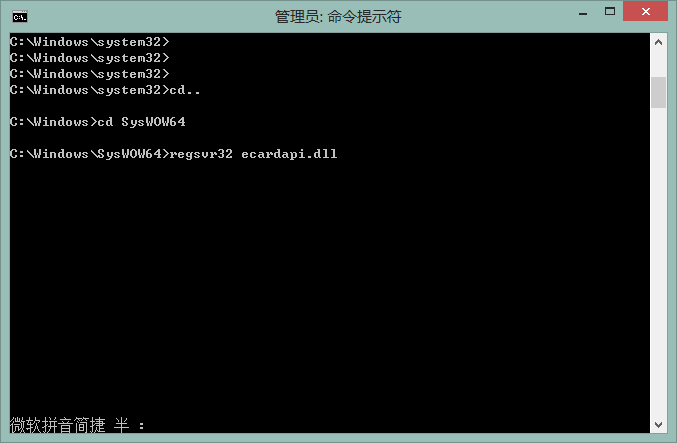 管理员: 命令提示符
C:\Windows\system32>
C:\Windows\system32>
C:\Windows\system32>
C:\Windows\system32>cd..
C:\Windows>cd SysWOW64
C:\Windows\SysWOW64>regsvr32 ecardapi.dll
微软拼音简捷 半 :